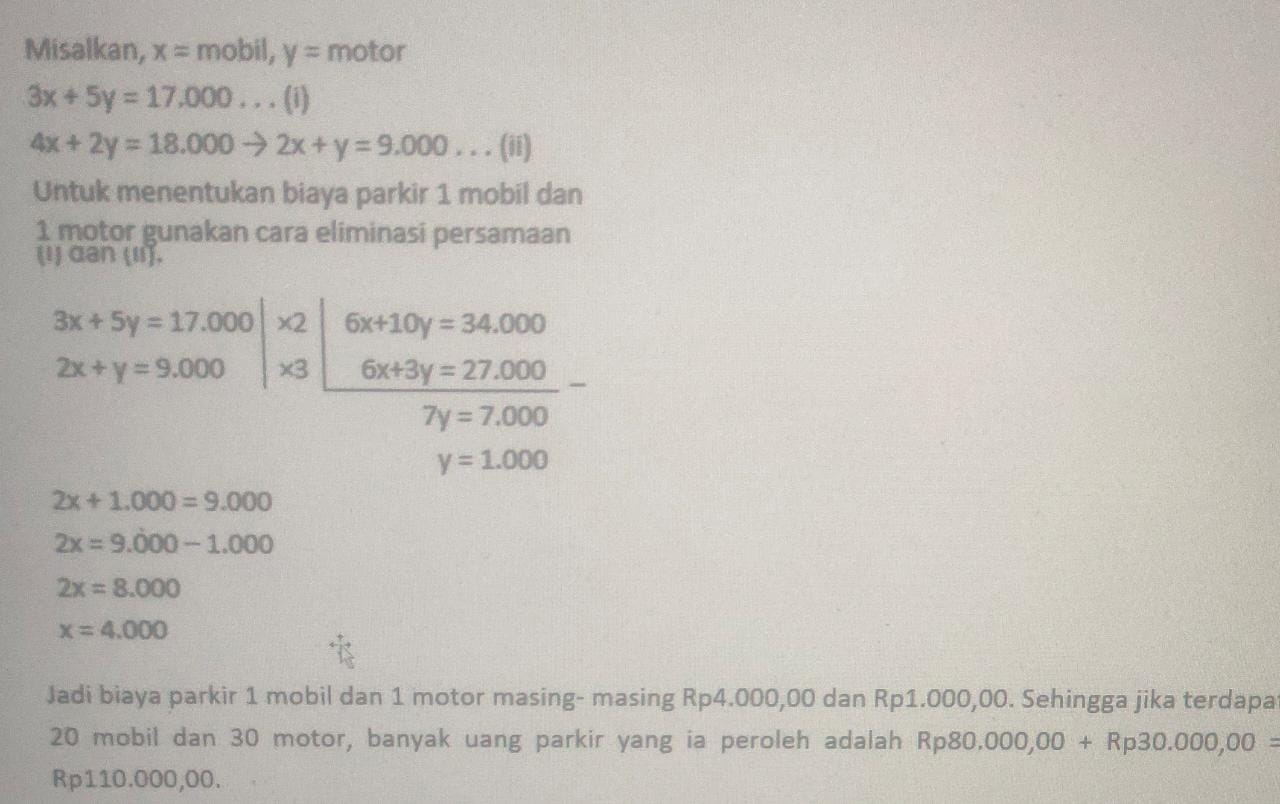 Misalkan, x = mobil, y = motor
3x + 5y = 17.000 . . . (i)
4x + 2y = 18.000 → 2x + y = 9.000 . . . (ii)
Untuk menentukan biaya parkir 1 mobil dan
1 motor gunakan cara eliminasi persamaan
(i) dan (ii).
3x + 5y = 17.000 | ×2 | 6x+10y = 34.000
2x + y = 9.000 | ×3 | 6x+3y = 27.000 –
7y = 7.000
y = 1.000
2x + 1.000 = 9.000
2x = 9.000 – 1.000
2x = 8.000
x = 4.000
Jadi biaya parkir 1 mobil dan 1 motor masing- masing Rp4.000,00 dan Rp1.000,00. Sehingga jika terdapat
20 mobil dan 30 motor, banyak uang parkir yang ia peroleh adalah Rp80.000,00 + Rp30.000,00 =
Rp110.000,00.